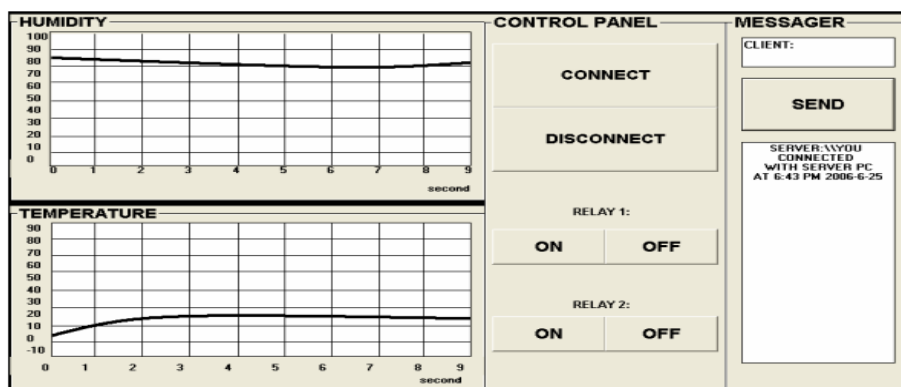 HUMIDITY
100
90
80
70
60
50
40
30
20
10
0
0 1 2 3 4 5 6 7 8 9
second
TEMPERATURE
90
80
70
60
50
40
30
20
10
0
-10
0 1 2 3 4 5 6 7 8 9
second
CONTROL PANEL
CONNECT
DISCONNECT
RELAY 1:
ON OFF
RELAY 2:
ON OFF
MESSAGER
CLIENT:
SEND
SERVER:\\YOU
CONNECTED
WITH SERVER PC
AT 6:43 PM 2006-6-25